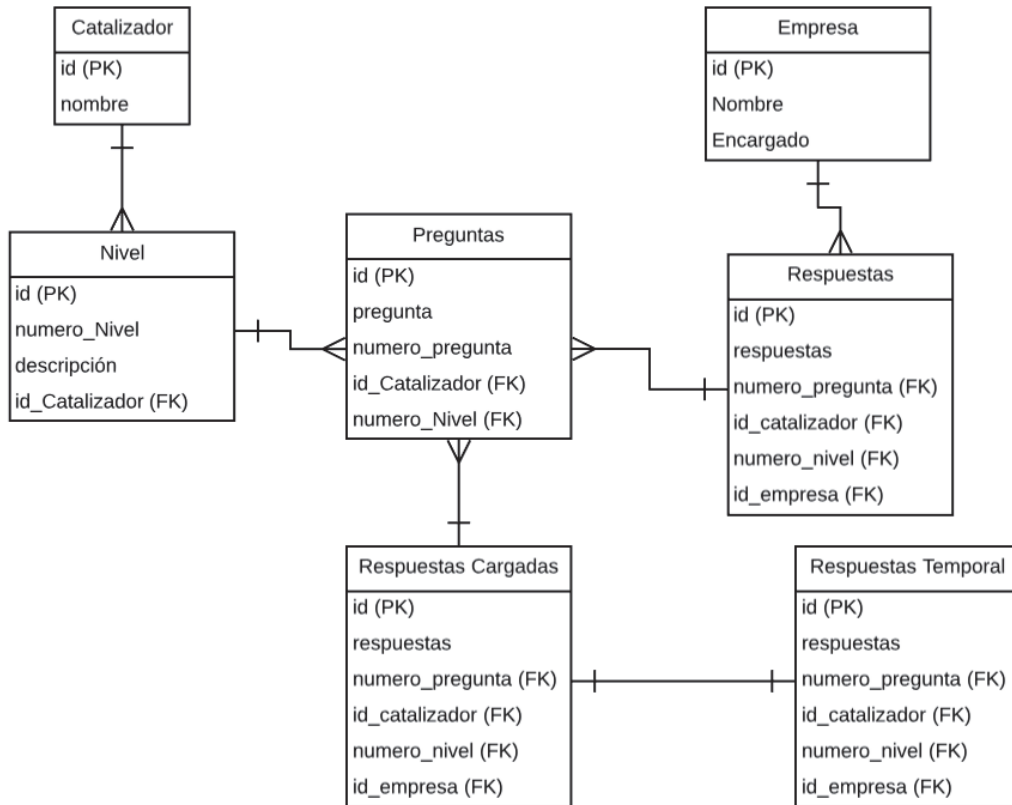 Catalizador
id (PK)
nombre
Empresa
id (PK)
Nombre
Encargado
Nivel
id (PK)
numero_Nivel
descripción
id_Catalizador (FK)
Preguntas
id (PK)
pregunta
numero_pregunta
id_Catalizador (FK)
numero_Nivel (FK)
Respuestas
id (PK)
respuestas
numero_pregunta (FK)
id_catalizador (FK)
numero_nivel (FK)
id_empresa (FK)
Respuestas Cargadas
id (PK)
respuestas
numero_pregunta (FK)
id_catalizador (FK)
numero_nivel (FK)
id_empresa (FK)
Respuestas Temporal
id (PK)
respuestas
numero_pregunta (FK)
id_catalizador (FK)
numero_nivel (FK)
id_empresa (FK)